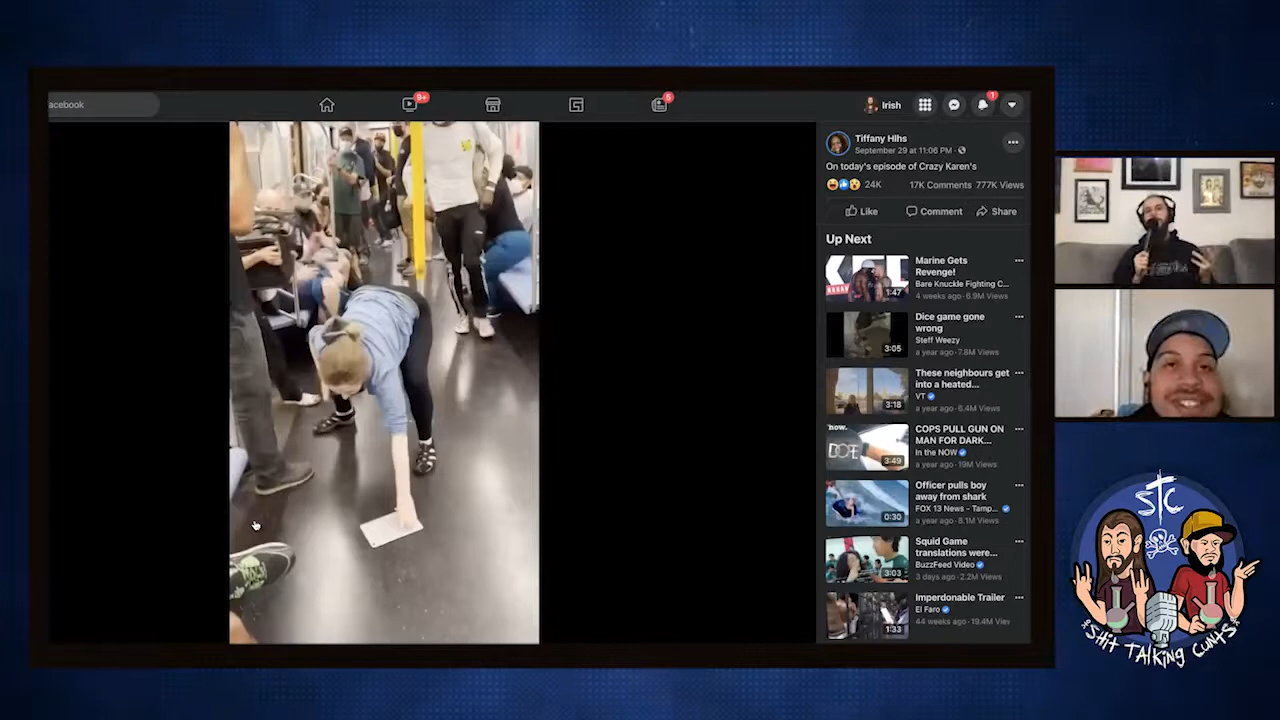 acebook
9+
5
Irish
1
Tiffany Hlhs
September 29 at 11:06 PM ·
On today's episode of Crazy Karen's
24K 17K Comments 777K Views
Like Comment Share
Up Next
Marine Gets
Revenge!
Bare Knuckle Fighting C...
4 weeks ago · 6.9M Views
1:47
Dice game gone
wrong
Steff Weezy
a year ago · 7.8M Views
3:05
These neighbours get
into a heated...
VT
a year ago · 6.4M Views
3:18
COPS PULL GUN ON
MAN FOR DARK...
In the NOW
a year ago · 19M Views
now.
DOPE
3:49
Officer pulls boy
away from shark
FOX 13 News - Tamp...
a year ago · 8.1M Views
0:30
Squid Game
translations were...
BuzzFeed Video
3 days ago · 2.2M Views
3:03
Imperdonable Trailer
El Faro
44 weeks ago · 19.4M Viev
1:33
STC
SHIT TALKING CUNTS